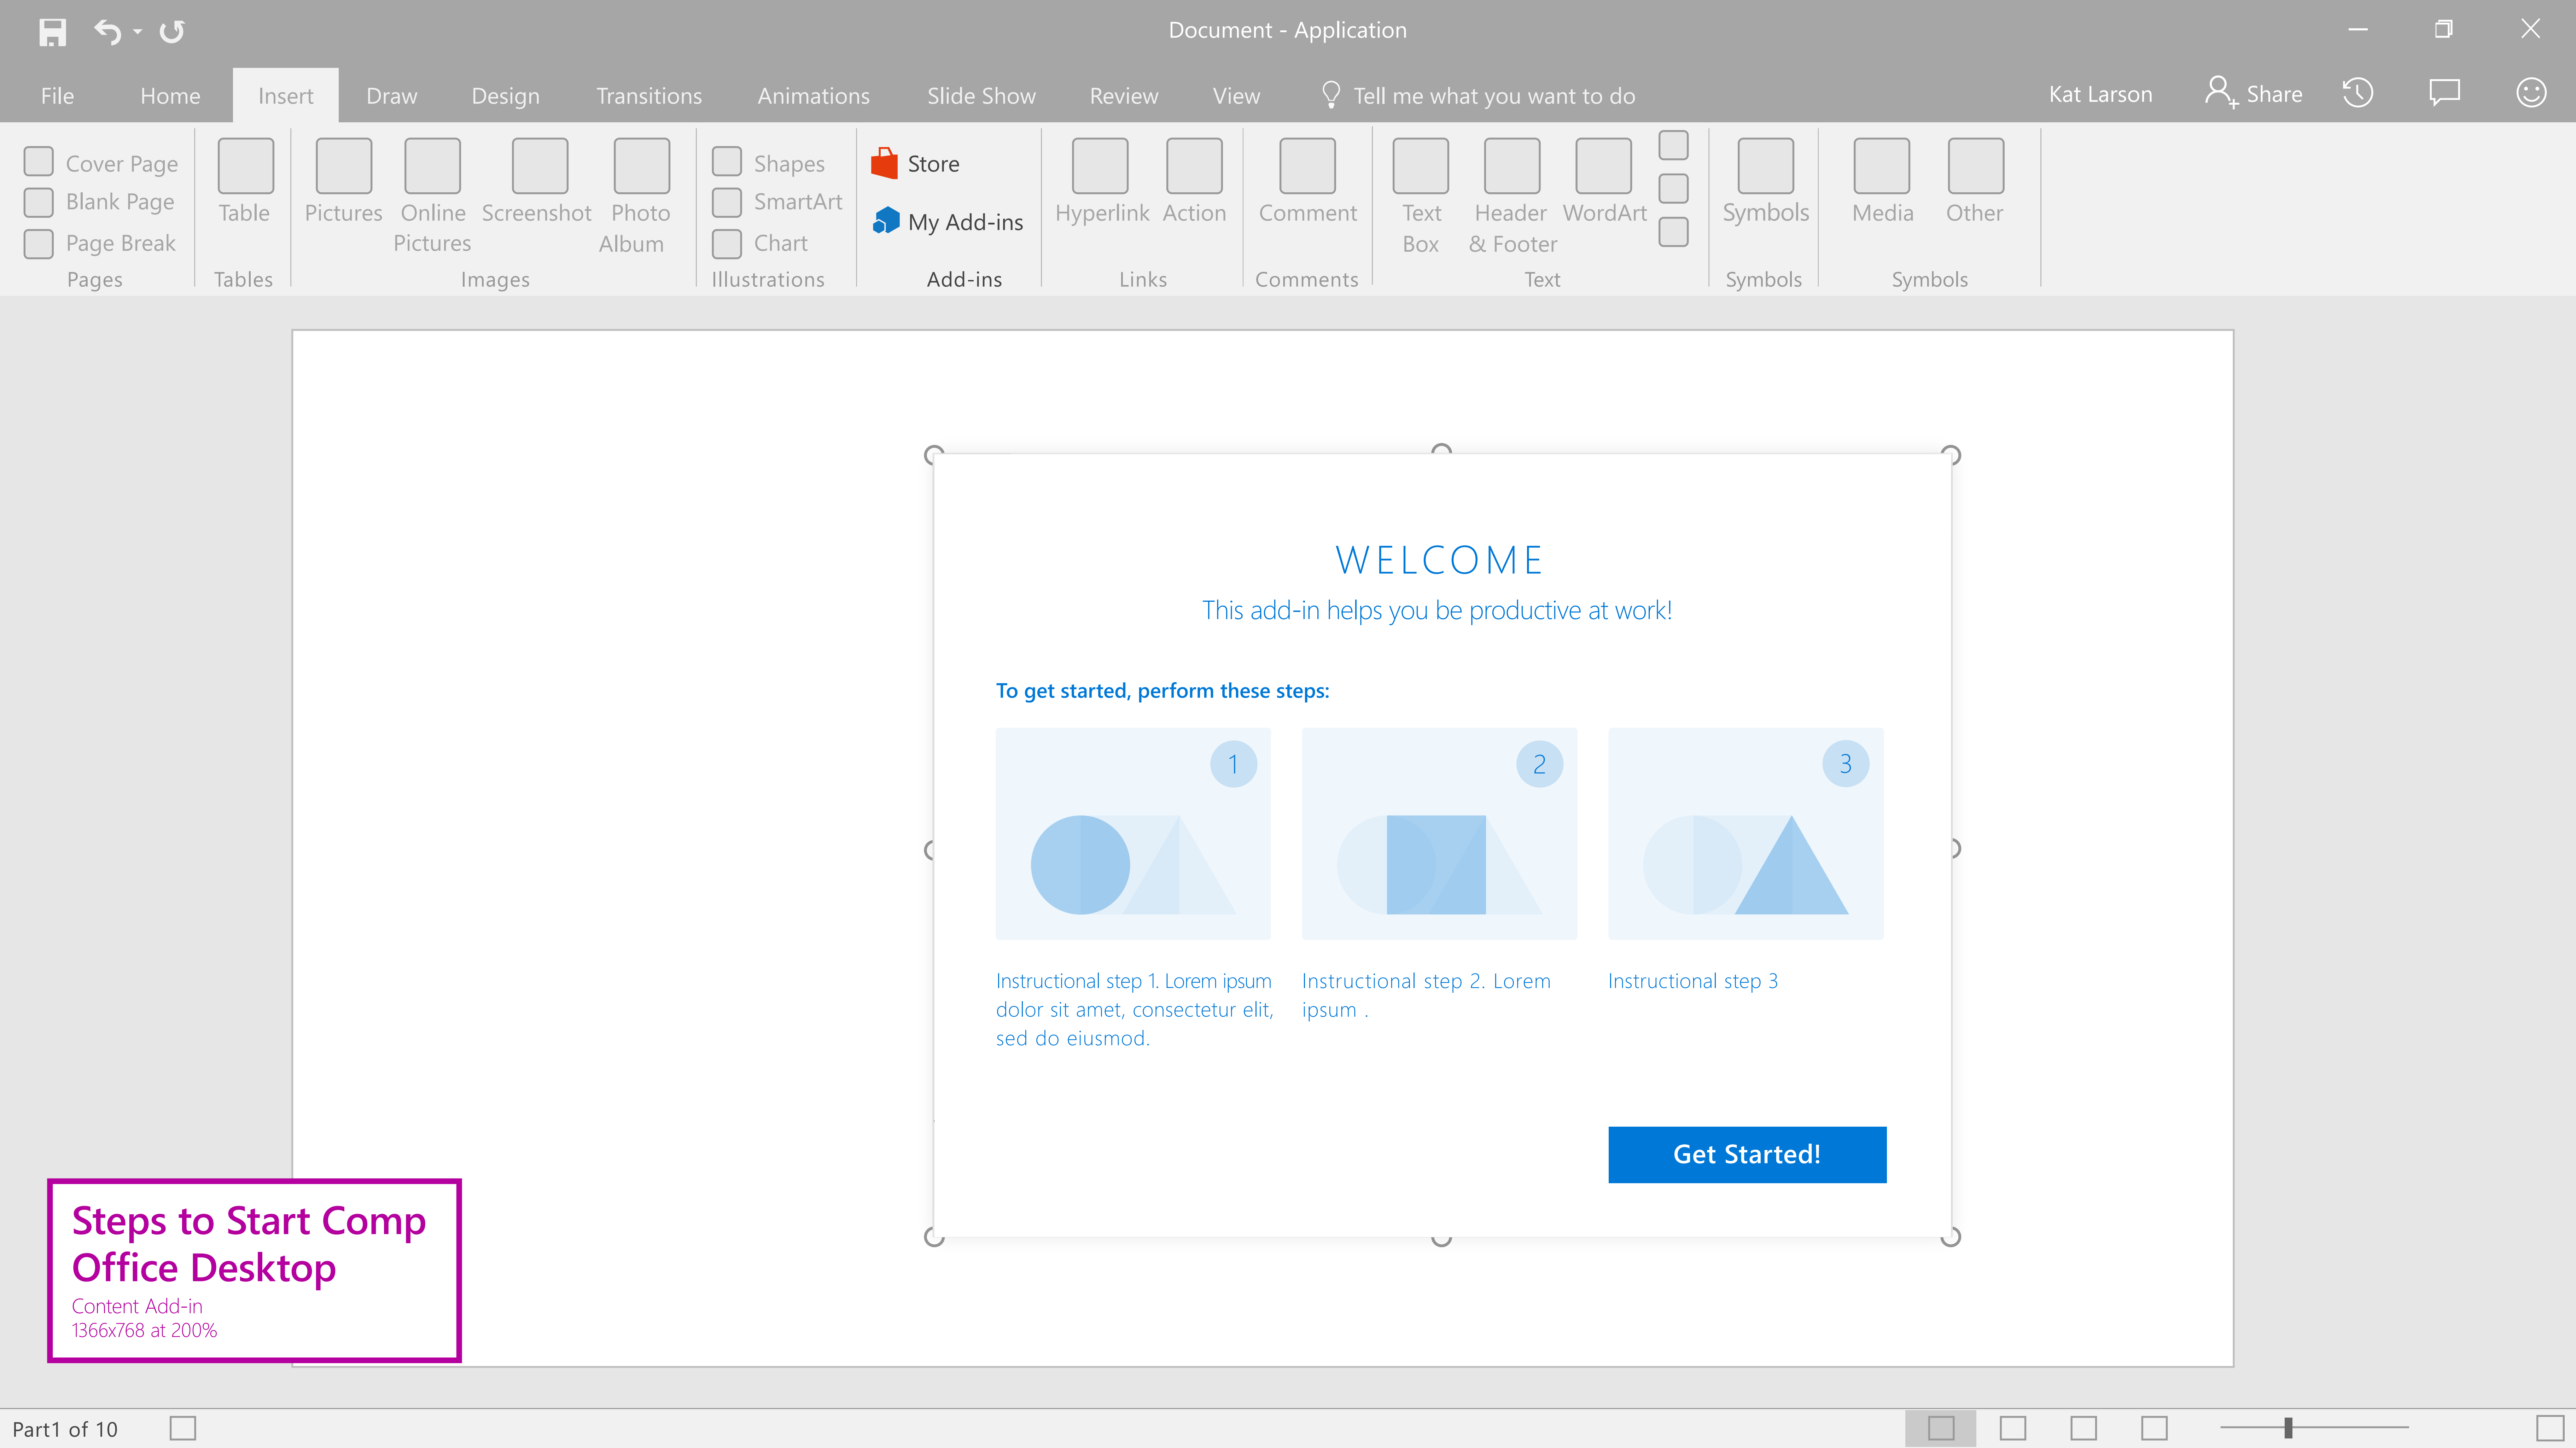 Document - Application
File Home Insert Draw Design Transitions Animations Slide Show Review View Tell me what you want to do Kat Larson Share
Cover Page
Blank Page
Page Break
Pages
Table
Tables
Pictures
Online
Pictures
Screenshot
Photo
Album
Images
Shapes
SmartArt
Chart
Illustrations
Store
My Add-ins
Add-ins
Hyperlink
Action
Links
Comment
Comments
Text
Box
Header
& Footer
WordArt
Text
Symbols
Symbols
Media
Other
Symbols
WELCOME
This add-in helps you be productive at work!
To get started, perform these steps:
1
2
3
Instructional step 1. Lorem ipsum
dolor sit amet, consectetur elit,
sed do eiusmod.
Instructional step 2. Lorem
ipsum .
Instructional step 3
Get Started!
Steps to Start Comp
Office Desktop
Content Add-in
1366x768 at 200%
Part1 of 10